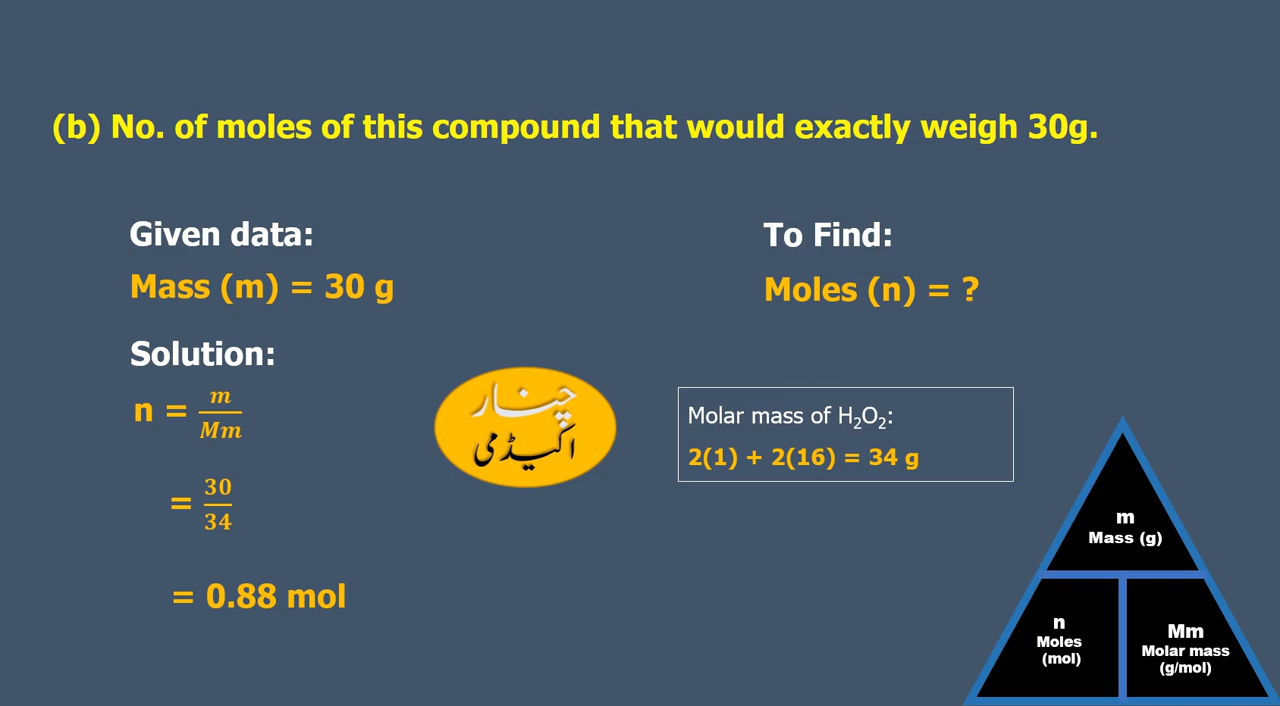 (b) No. of moles of this compound that would exactly weigh 30g.
Given data:
Mass (m) = 30 g
To Find:
Moles (n) = ?
Solution:
n = m/Mm
= 30/34
= 0.88 mol
چنار
اکیڈمی
Molar mass of H₂O₂:
2(1) + 2(16) = 34 g
m
Mass (g)
n
Moles
(mol)
Mm
Molar mass
(g/mol)